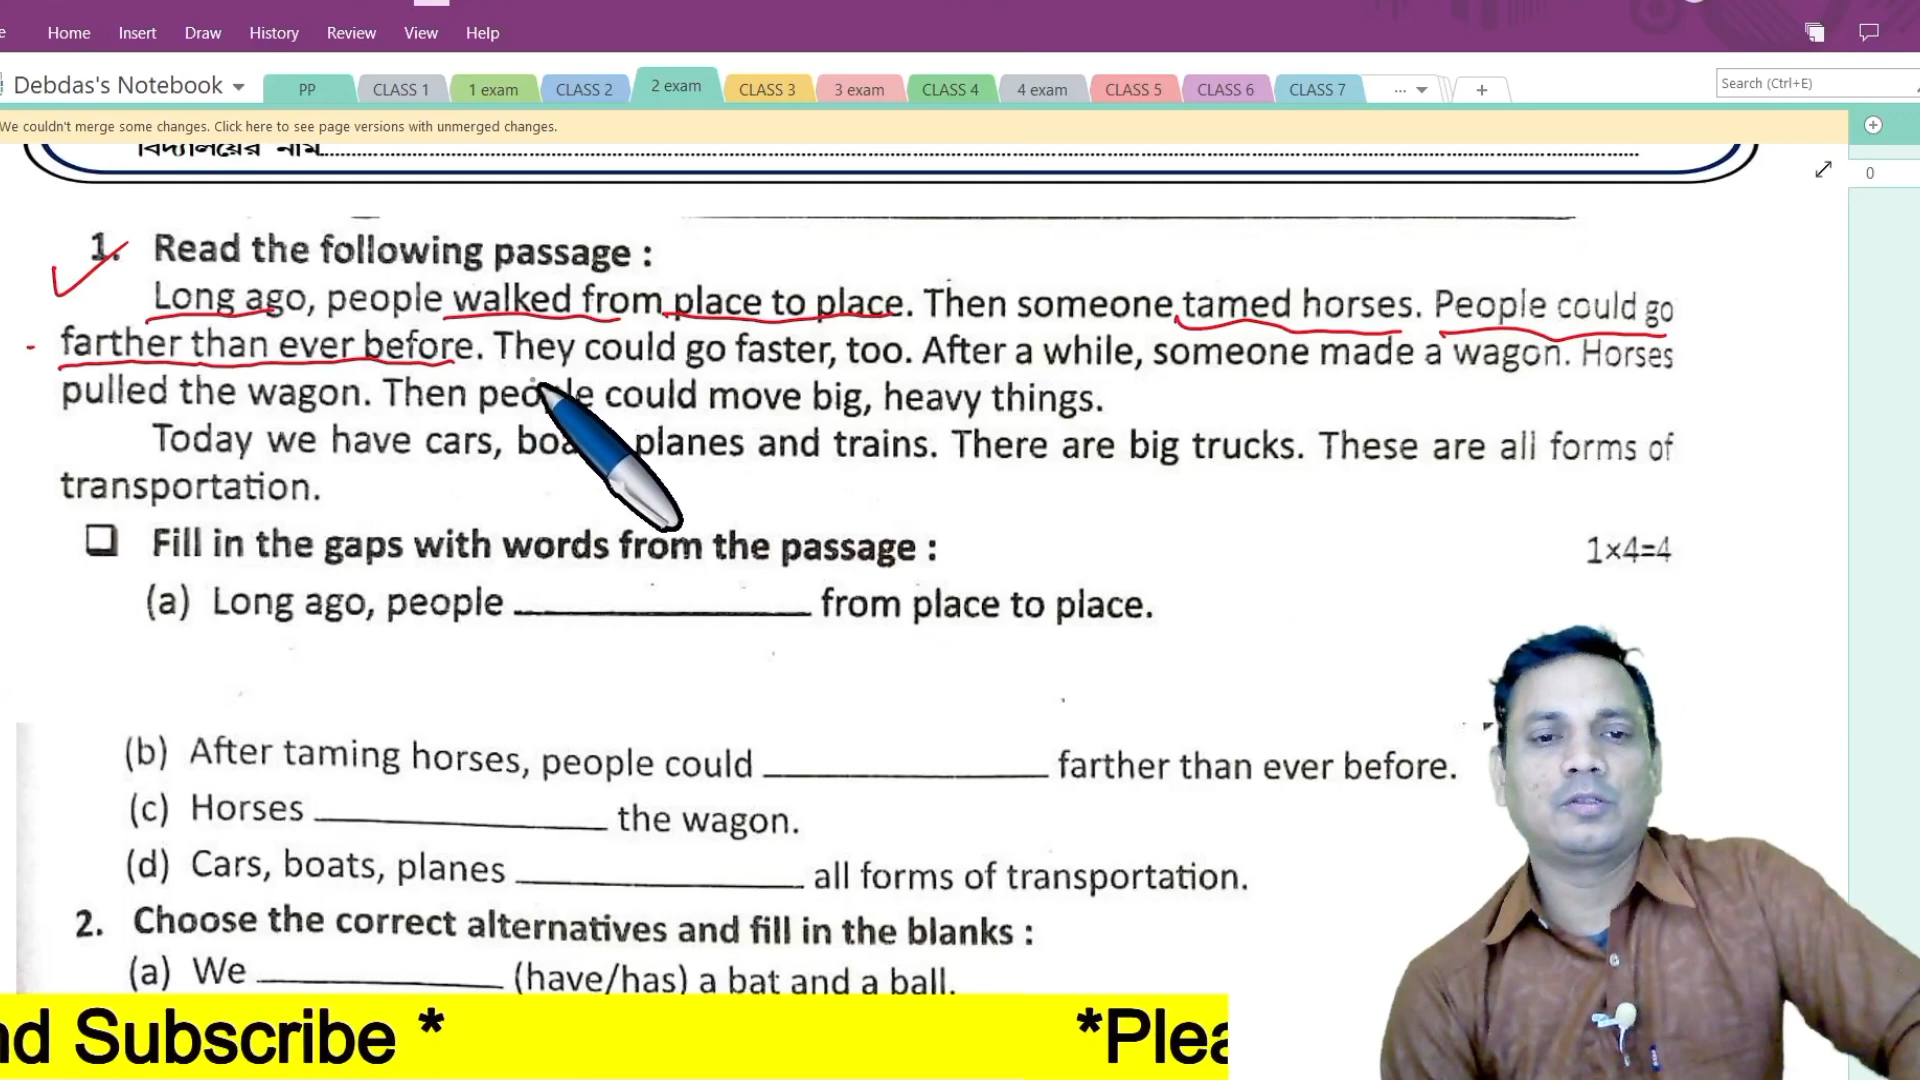 Home Insert Draw History Review View Help
Debdas's Notebook PP CLASS 1 1 exam CLASS 2 2 exam CLASS 3 3 exam CLASS 4 4 exam CLASS 5 CLASS 6 CLASS 7 ... + Search (Ctrl+E)
We couldn't merge some changes. Click here to see page versions with unmerged changes.
বিদ্যালয়ের নাম
0
1. Read the following passage :
Long ago, people walked from place to place. Then someone tamed horses. People could go
farther than ever before. They could go faster, too. After a while, someone made a wagon. Horses
pulled the wagon. Then people could move big, heavy things.
Today we have cars, planes and trains. There are big trucks. These are all forms of
transportation.
Fill in the gaps with words from the passage : 1×4=4
(a) Long ago, people ____________ from place to place.
(b) After taming horses, people could ____________ farther than ever before.
(c) Horses ____________ the wagon.
(d) Cars, boats, planes ____________ all forms of transportation.
2. Choose the correct alternatives and fill in the blanks :
(a) We __________ (have/has) a bat and a ball.
nd Subscribe * *Plea